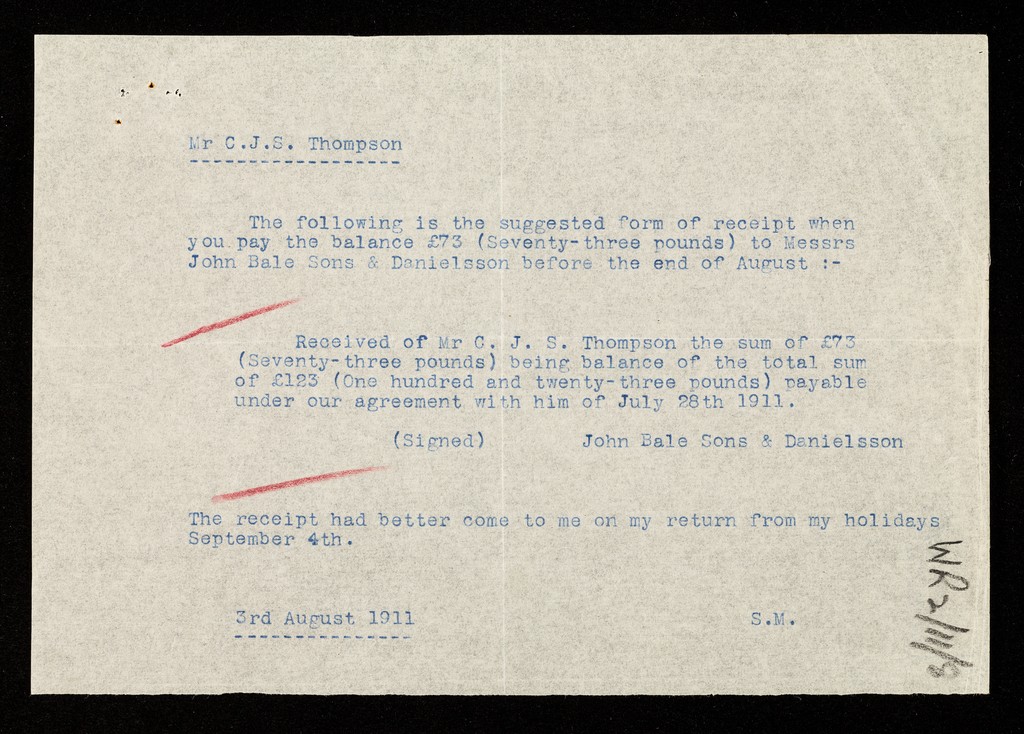 Mr C.J.S. Thompson
The following is the suggested form of receipt when
you pay the balance £73 (Seventy-three pounds) to Messrs
John Bale Sons & Danielsson before the end of August :-
Received of Mr C. J. S. Thompson the sum of £73
(Seventy-three pounds) being balance of the total sum
of £123 (One hundred and twenty-three pounds) payable
under our agreement with him of July 28th 1911.
(Signed) John Bale Sons & Danielsson
The receipt had better come to me on my return from my holidays
September 4th.
3rd August 1911 S.M.